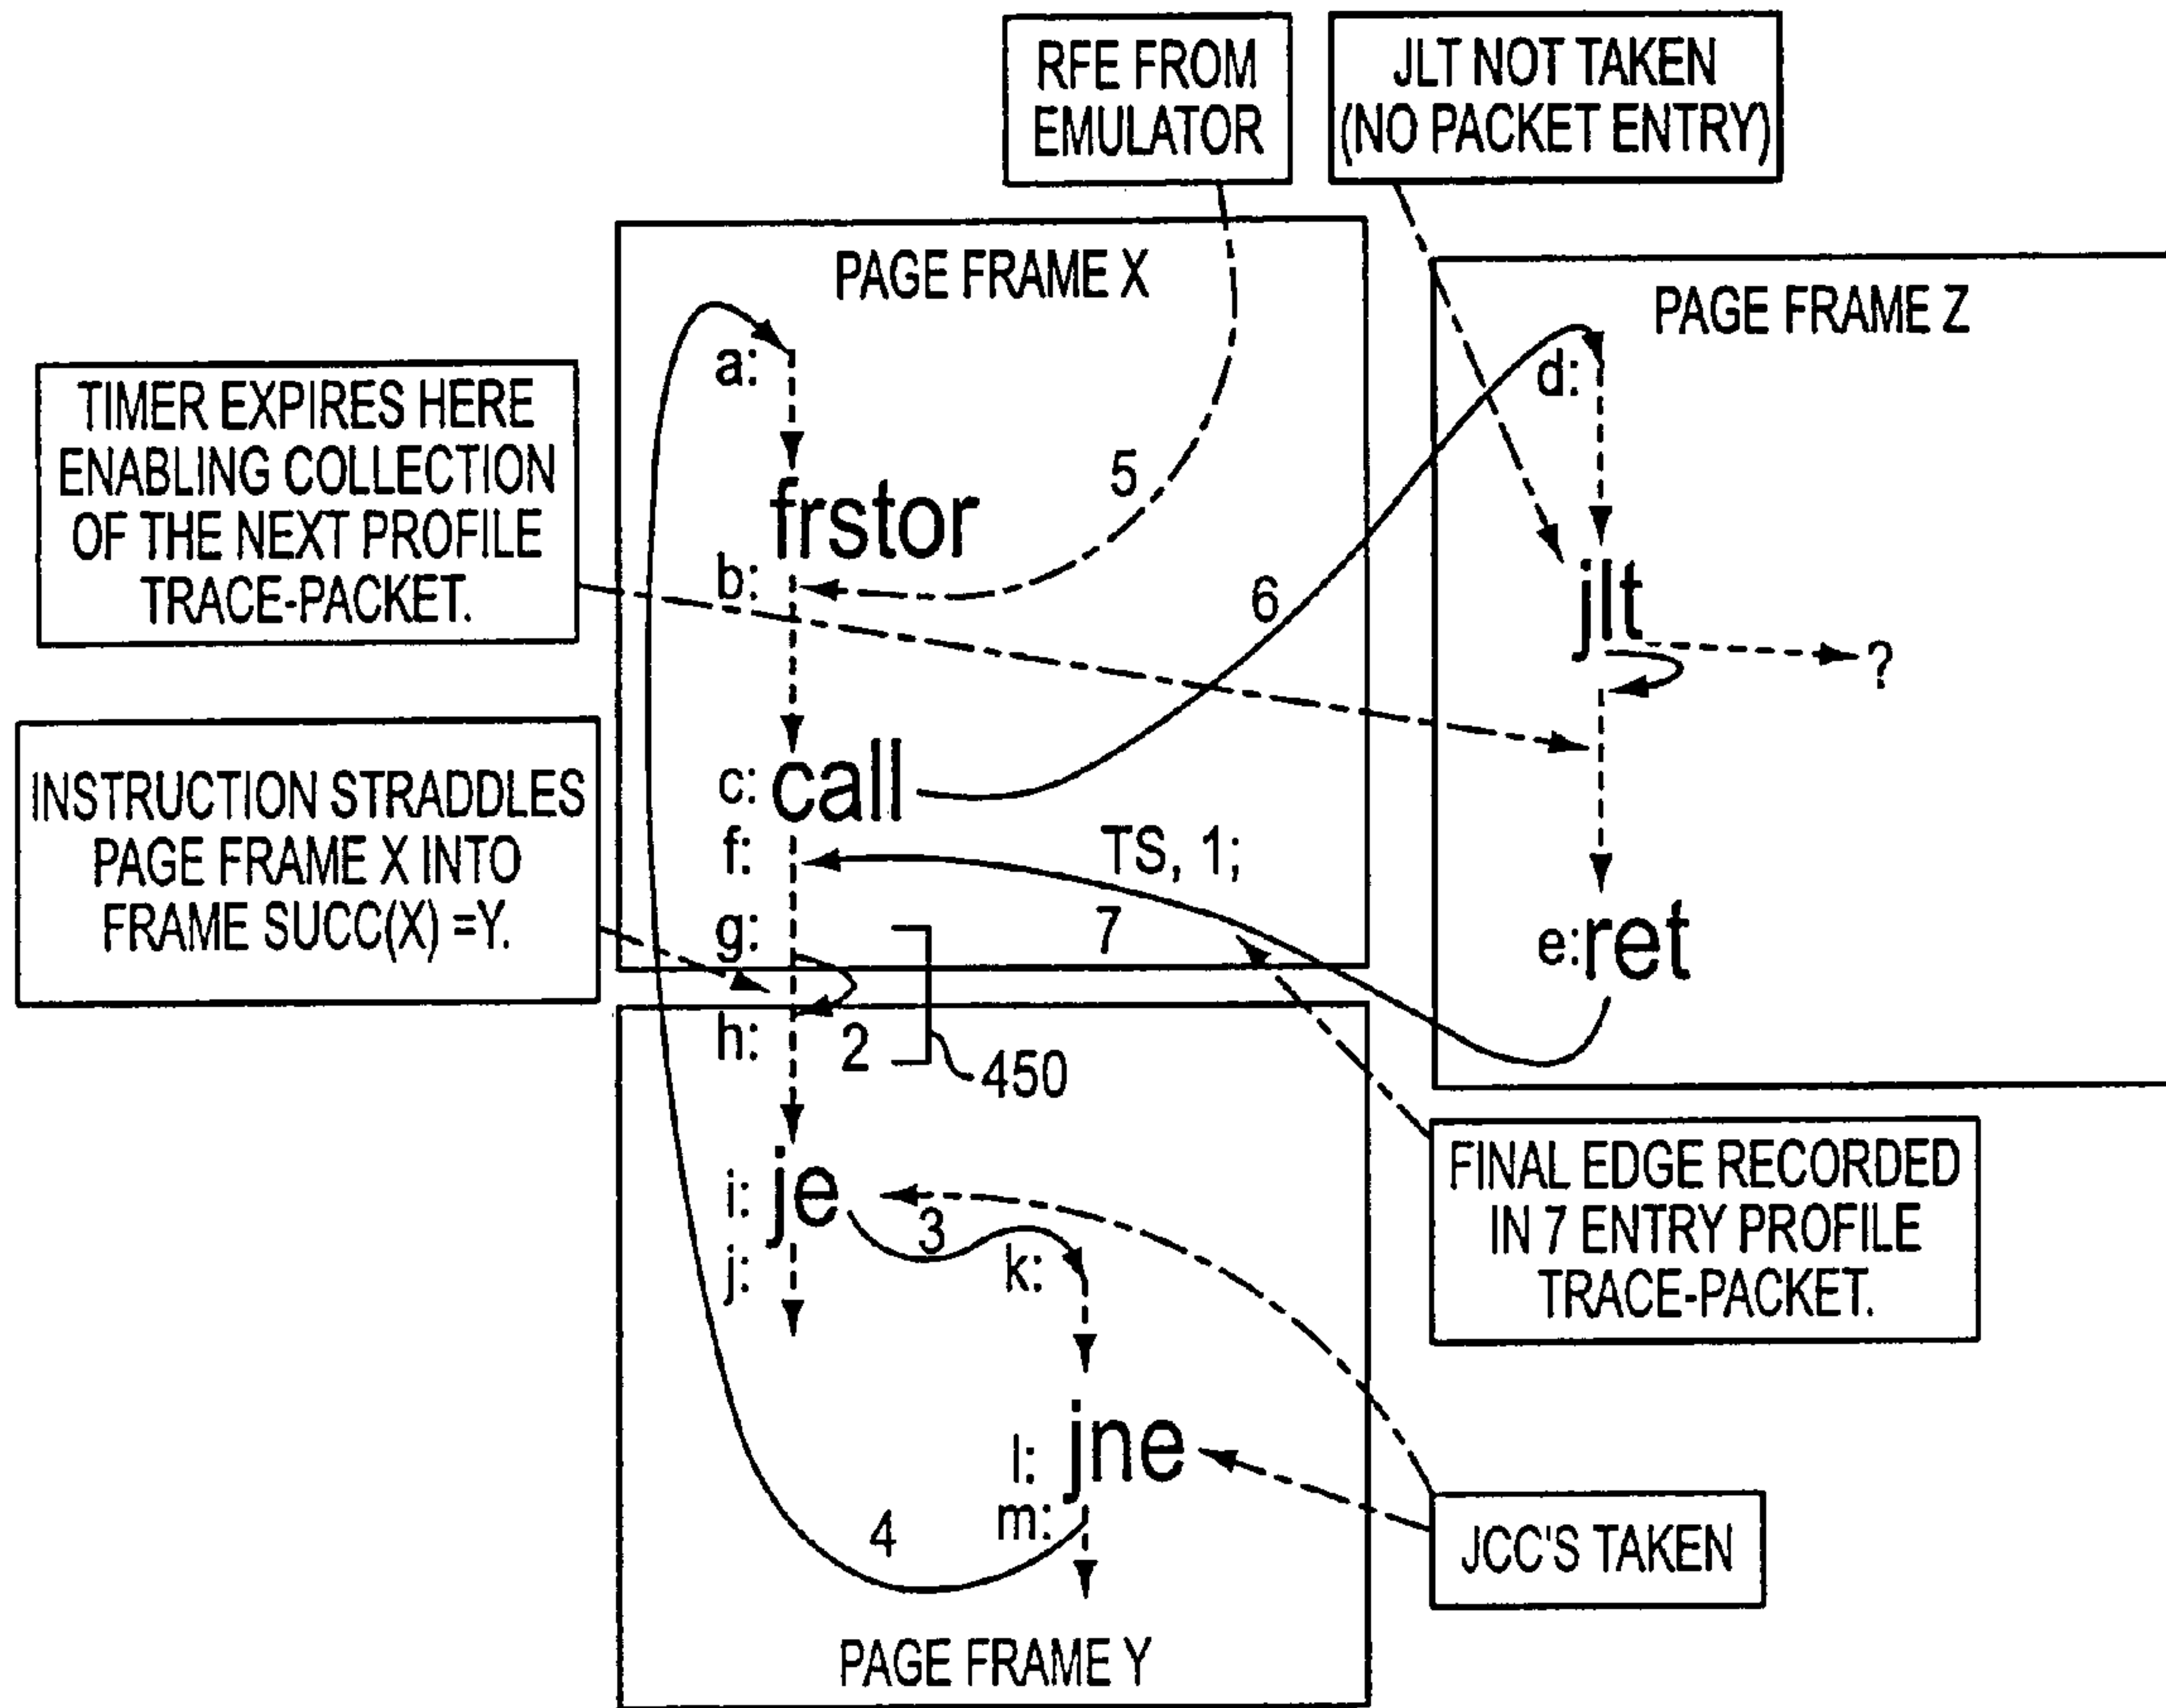 RFE FROM
EMULATOR
JLT NOT TAKEN
(NO PACKET ENTRY)
PAGE FRAME X
PAGE FRAME Z
TIMER EXPIRES HERE
ENABLING COLLECTION
OF THE NEXT PROFILE
TRACE-PACKET.
a:
frstor
5
b:
c: call
f:
g:
6
TS, 1;
7
d:
jlt
?
e: ret
INSTRUCTION STRADDLES
PAGE FRAME X INTO
FRAME SUCC(X) =Y.
h:
2
450
i: je
3
j:
k:
l: jne
m:
4
PAGE FRAME Y
FINAL EDGE RECORDED
IN 7 ENTRY PROFILE
TRACE-PACKET.
JCC'S TAKEN